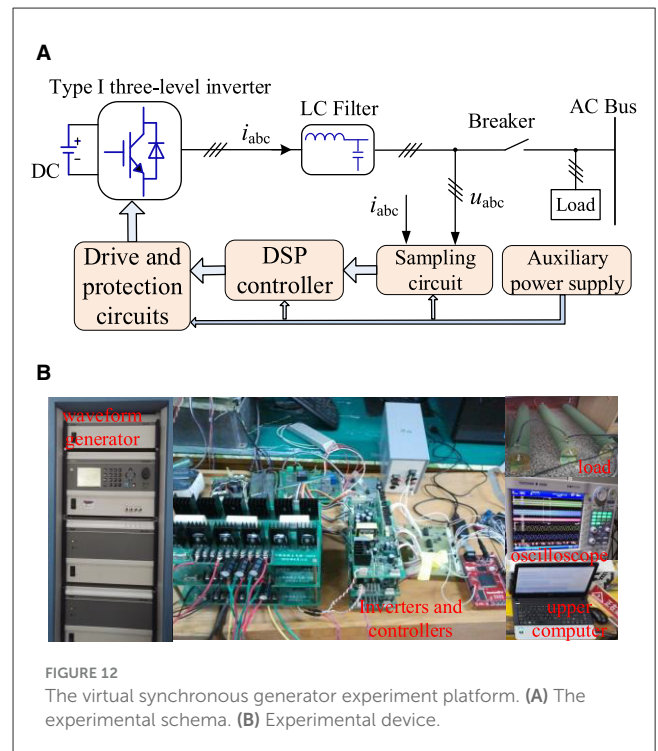 A
Type I three-level inverter
LC Filter
AC Bus
Breaker
i_abc
DC
+
−
Load
i_abc
u_abc
Drive and protection circuits
DSP controller
Sampling circuit
Auxiliary power supply
B
waveform
generator
load
oscilloscope
Inverters and
controllers
upper
computer
FIGURE 12
The virtual synchronous generator experiment platform. (A) The
experimental schema. (B) Experimental device.